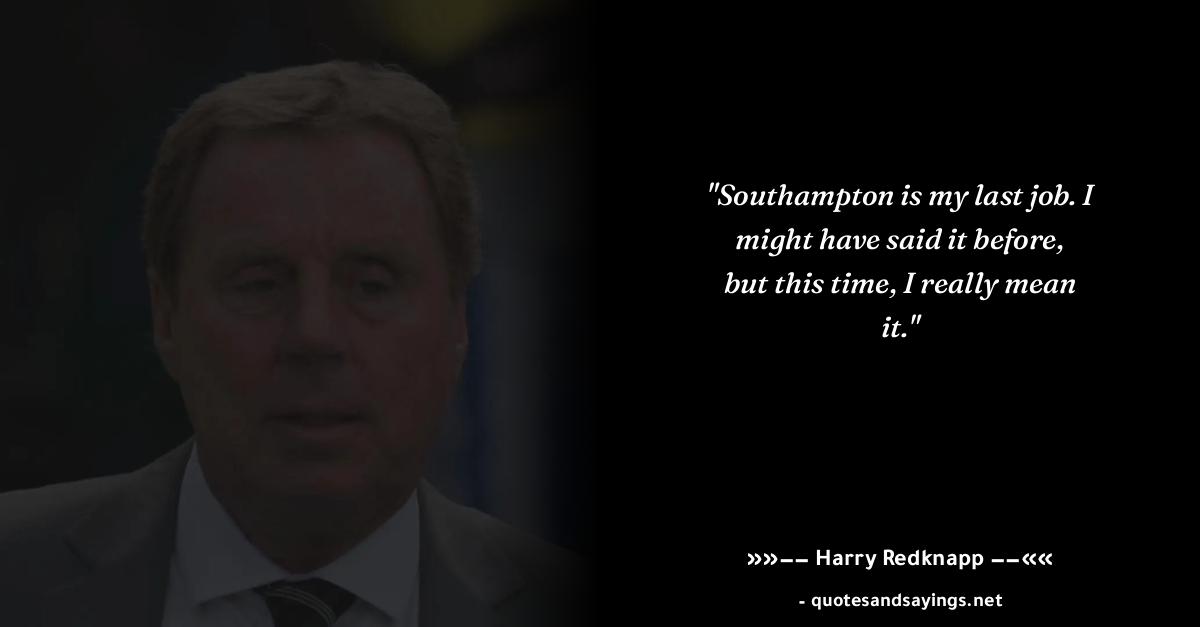 "Southampton is my last job. I
might have said it before,
but this time, I really mean
it."
»»—— Harry Redknapp ——««
- quotesandsayings.net